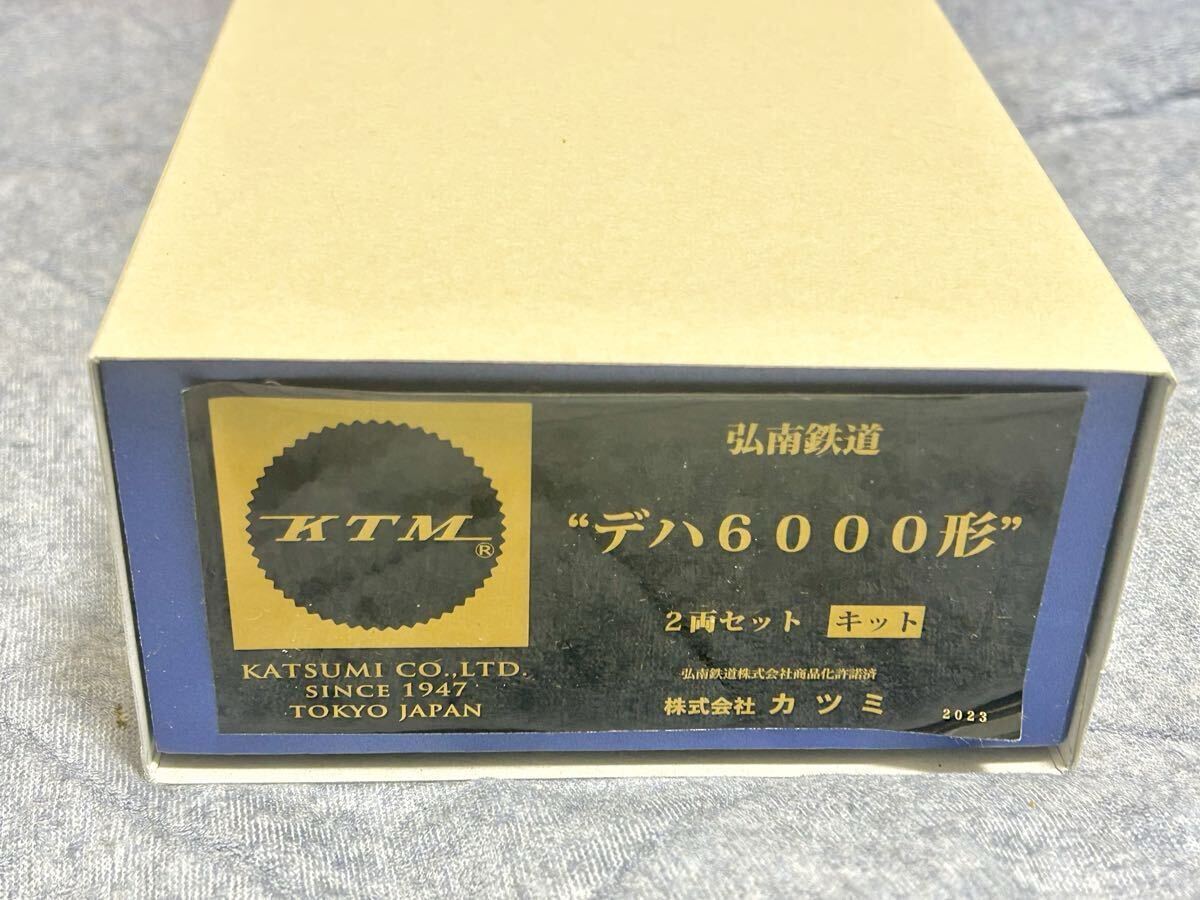 KTM®
KATSUMI CO.,LTD.
SINCE 1947
TOKYO JAPAN
弘南鉄道
“デハ６０００形”
２両セット キット
弘南鉄道株式会社商品化許諾済
株式会社 カツミ
2023